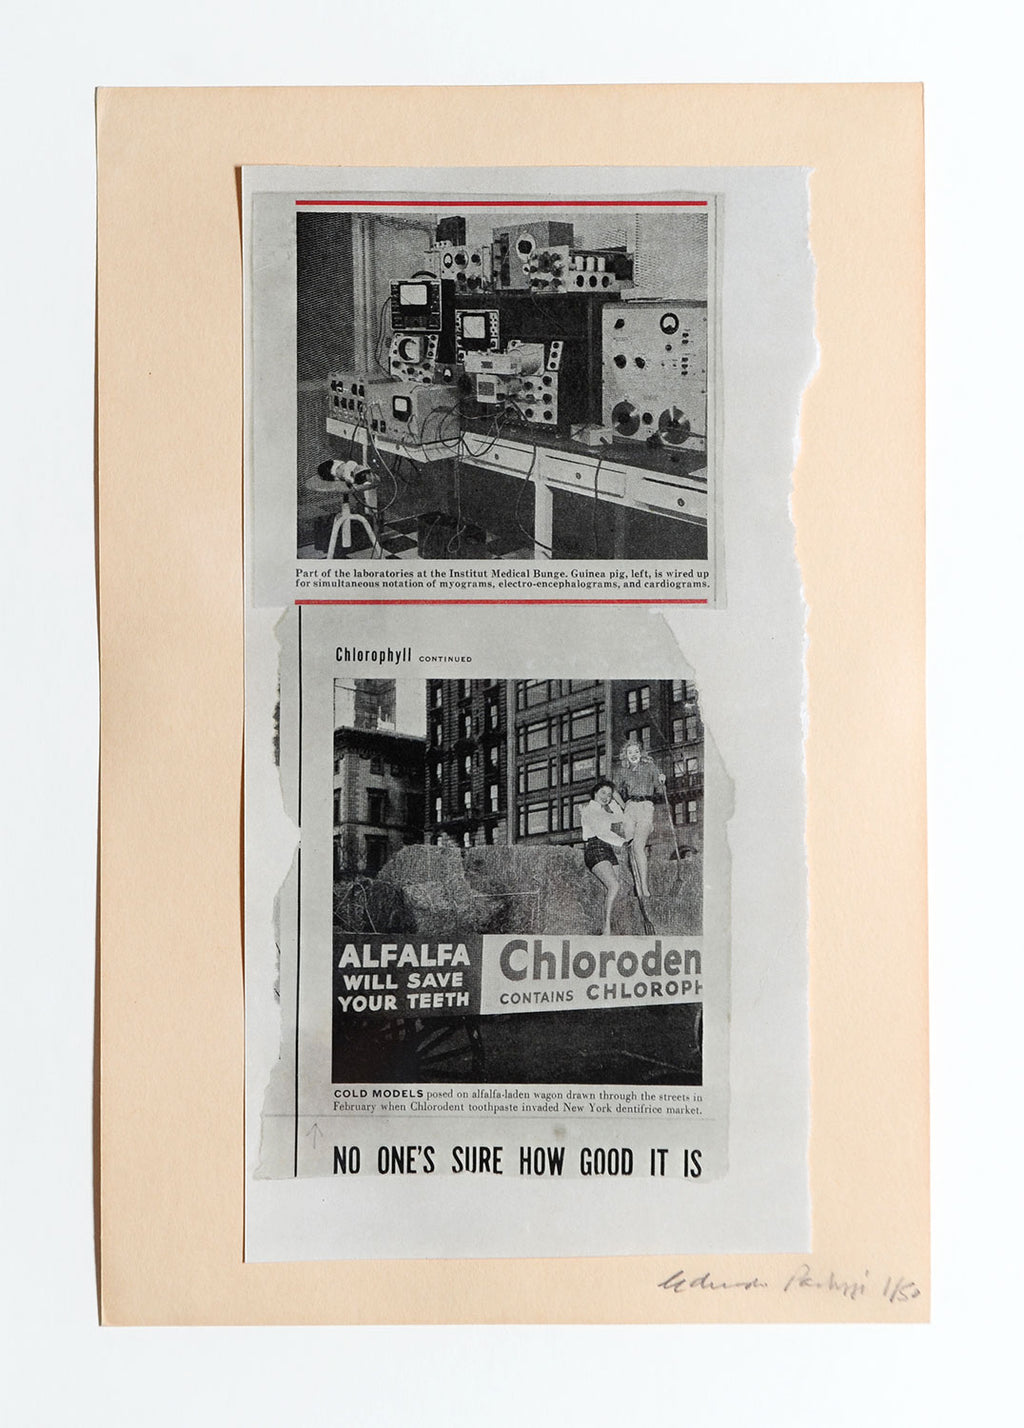 Part of the laboratories at the Institut Medical Bunge. Guinea pig, left, is wired up
for simultaneous notation of myograms, electro-encephalograms, and cardiograms.
Chlorophyll CONTINUED
ALFALFA
WILL SAVE
YOUR TEETH
Chloroden
CONTAINS CHLOROPH
COLD MODELS posed on alfalfa-laden wagon drawn through the streets in
February when Chlorodent toothpaste invaded New York dentifrice market.
NO ONE'S SURE HOW GOOD IT IS
Eduardo Paolozzi 1/50